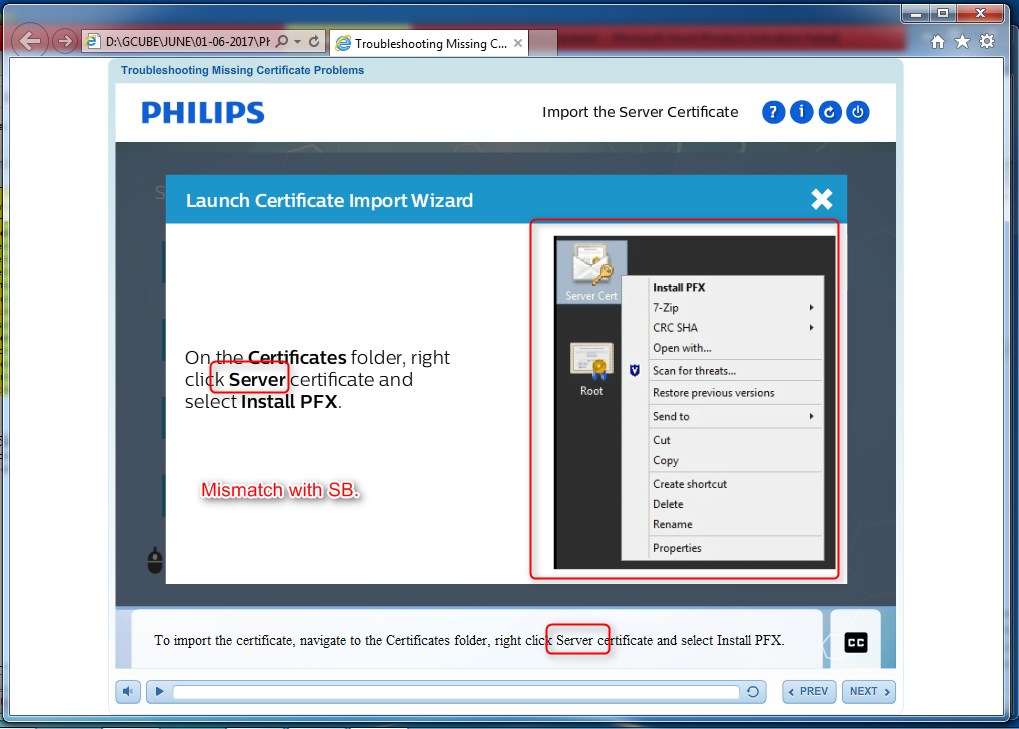 D:\GCUBE\JUNE\01-06-2017\Ph
Troubleshooting Missing C...
Troubleshooting Missing Certificate Problems
PHILIPS
Import the Server Certificate
? i
S
Launch Certificate Import Wizard
On the Certificates folder, right
click Server certificate and
select Install PFX.
Mismatch with SB.
Server Cert
Root
Install PFX
7-Zip
CRC SHA
Open with...
Scan for threats...
Restore previous versions
Send to
Cut
Copy
Create shortcut
Delete
Rename
Properties
To import the certificate, navigate to the Certificates folder, right click Server certificate and select Install PFX.
CC
PREV
NEXT